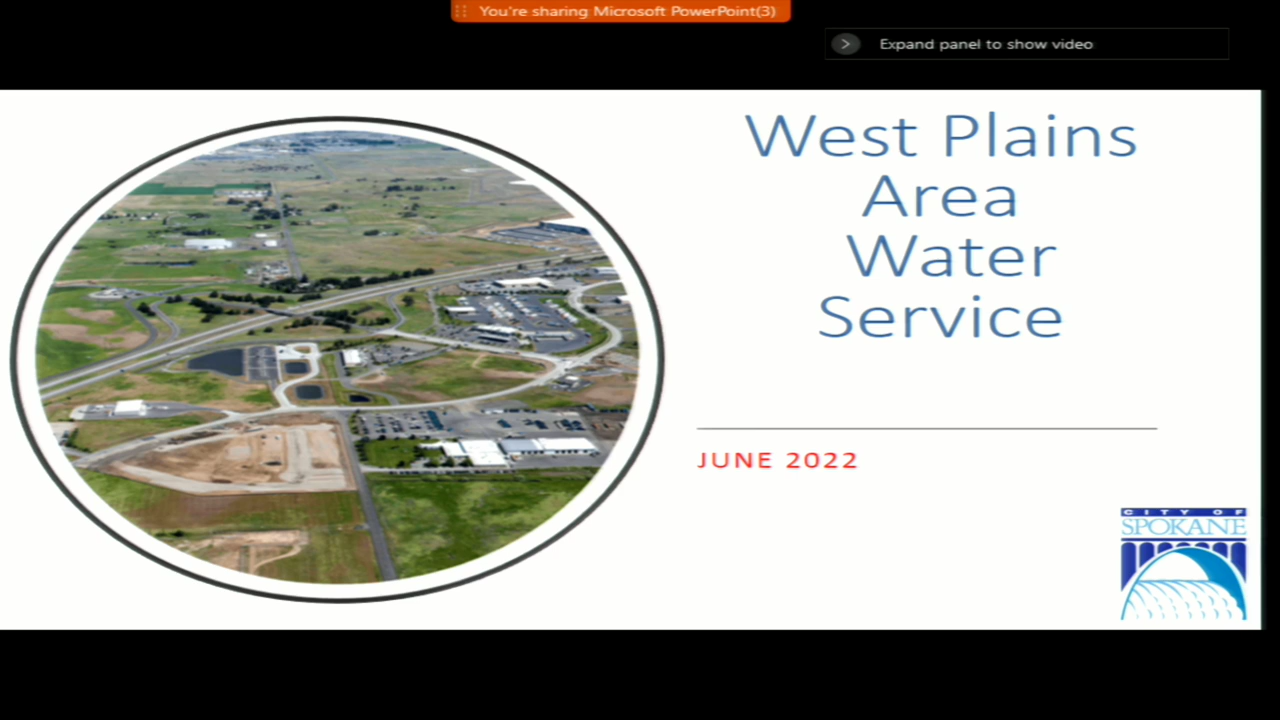 You're sharing Microsoft PowerPoint(3)
Expand panel to show video
West Plains
Area
Water
Service
JUNE 2022
CITY OF
SPOKANE